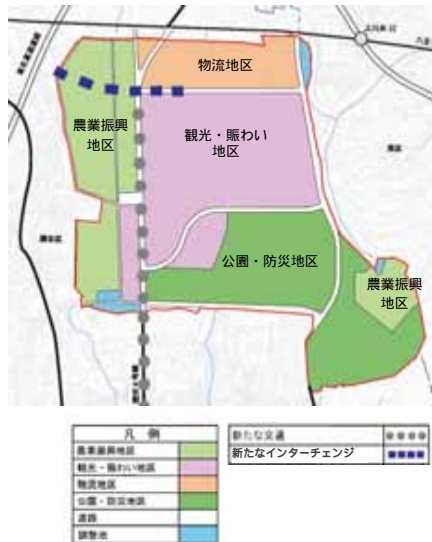 物流地区
農業振興
地区
観光・賑わい
地区
公園・防災地区
農業振興
地区
凡 例
農業振興地区
観光・賑わい地区
物流地区
公園・防災地区
道路
調整池
新たな交通
新たなインターチェンジ